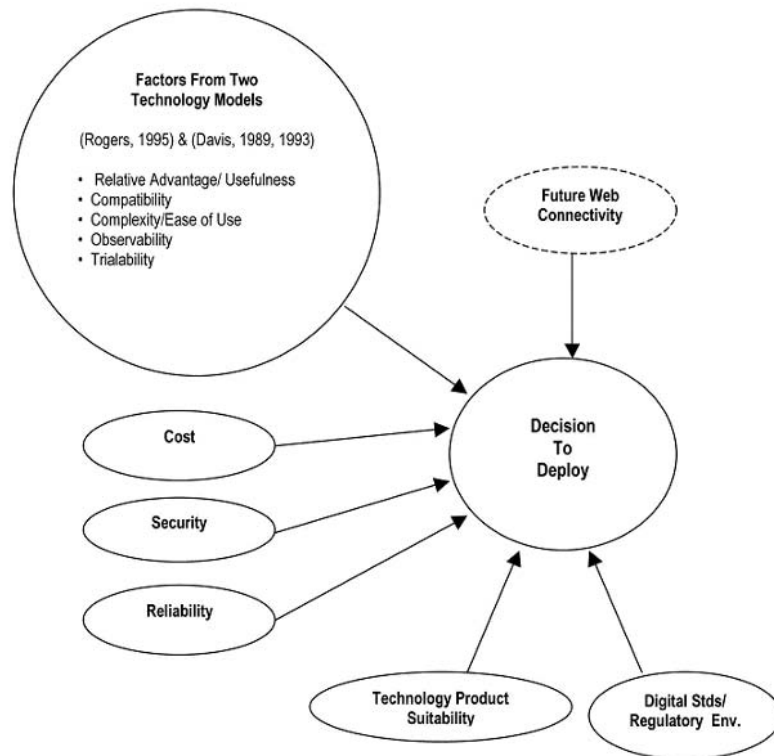 Factors From Two
Technology Models
(Rogers, 1995) & (Davis, 1989, 1993)
• Relative Advantage/ Usefulness
• Compatibility
• Complexity/Ease of Use
• Observability
• Trialability
Future Web
Connectivity
Decision
To
Deploy
Cost
Security
Reliability
Technology Product
Suitability
Digital Stds/
Regulatory Env.